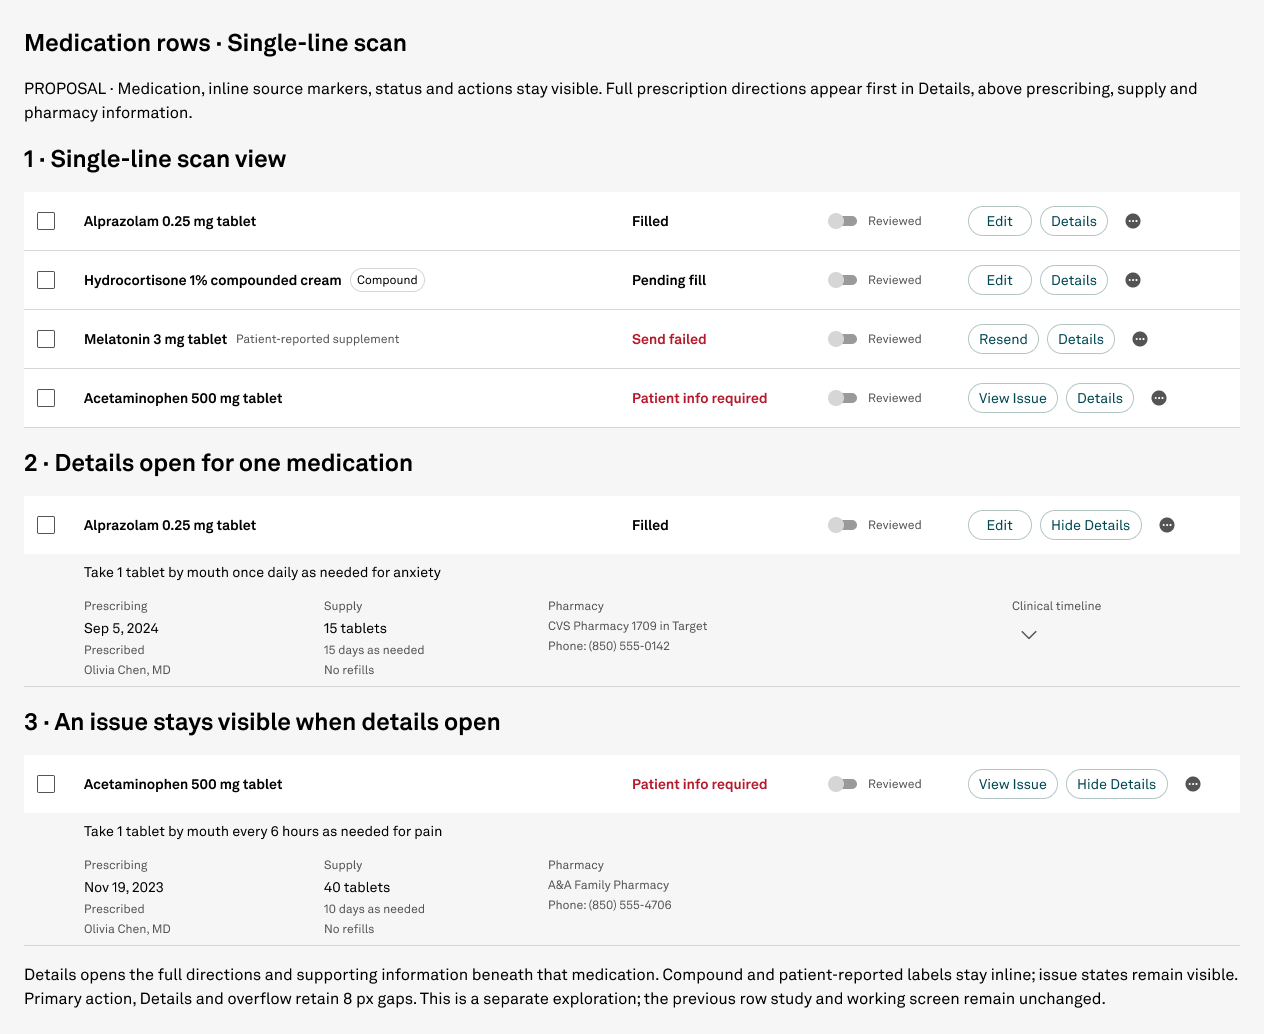 Medication rows · Single-line scan
PROPOSAL · Medication, inline source markers, status and actions stay visible. Full prescription directions appear first in Details, above prescribing, supply and
pharmacy information.
1 · Single-line scan view
Alprazolam 0.25 mg tablet Filled Reviewed Edit Details
Hydrocortisone 1% compounded cream Compound Pending fill Reviewed Edit Details
Melatonin 3 mg tablet Patient-reported supplement Send failed Reviewed Resend Details
Acetaminophen 500 mg tablet Patient info required Reviewed View Issue Details
2 · Details open for one medication
Alprazolam 0.25 mg tablet Filled Reviewed Edit Hide Details
Take 1 tablet by mouth once daily as needed for anxiety
Prescribing Supply Pharmacy Clinical timeline
Sep 5, 2024 15 tablets CVS Pharmacy 1709 in Target
Prescribed 15 days as needed Phone: (850) 555-0142
Olivia Chen, MD No refills
3 · An issue stays visible when details open
Acetaminophen 500 mg tablet Patient info required Reviewed View Issue Hide Details
Take 1 tablet by mouth every 6 hours as needed for pain
Prescribing Supply Pharmacy
Nov 19, 2023 40 tablets A&A Family Pharmacy
Prescribed 10 days as needed Phone: (850) 555-4706
Olivia Chen, MD No refills
Details opens the full directions and supporting information beneath that medication. Compound and patient-reported labels stay inline; issue states remain visible.
Primary action, Details and overflow retain 8 px gaps. This is a separate exploration; the previous row study and working screen remain unchanged.